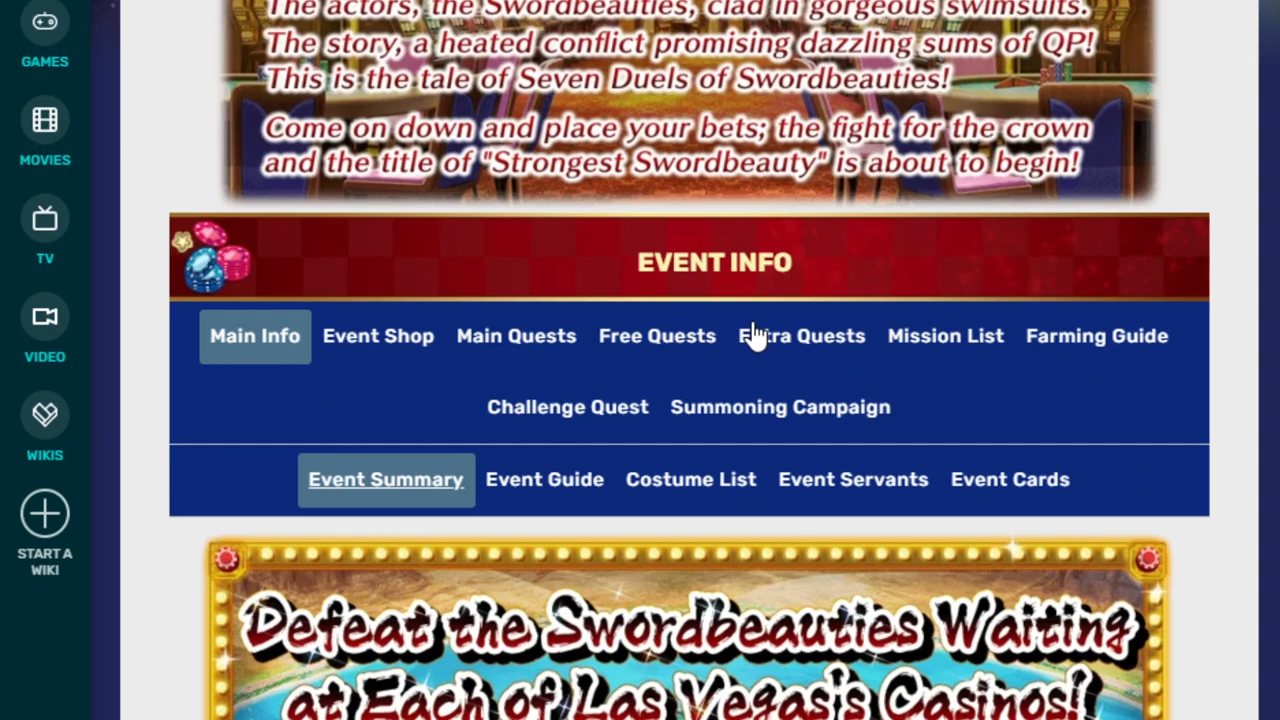 GAMES
MOVIES
TV
VIDEO
WIKIS
START A
WIKI
The actors, the Swordbeauties, clad in gorgeous swimsuits.
The story, a heated conflict promising dazzling sums of QP!
This is the tale of Seven Duels of Swordbeauties!
Come on down and place your bets; the fight for the crown
and the title of "Strongest Swordbeauty" is about to begin!
EVENT INFO
Main Info Event Shop Main Quests Free Quests Extra Quests Mission List Farming Guide
Challenge Quest Summoning Campaign
Event Summary Event Guide Costume List Event Servants Event Cards
Defeat the Swordbeauties Waiting
at Each of Las Vegas's Casinos!